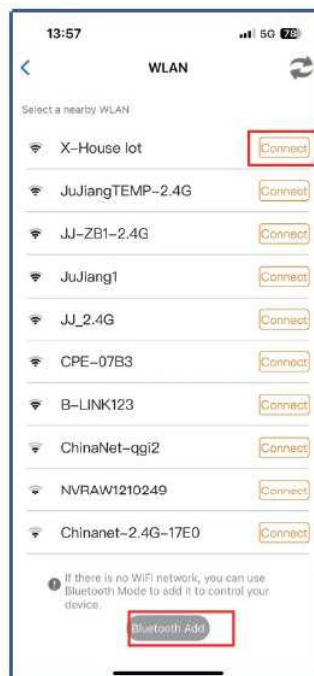 13:57 5G 78
WLAN
Select a nearby WLAN
X-House Iot Connect
JuJiangTEMP-2.4G Connect
JJ-ZB1-2.4G Connect
JuJiang1 Connect
JJ_2.4G Connect
CPE-07B3 Connect
B-LINK123 Connect
ChinaNet-qgi2 Connect
NVRAW1210249 Connect
Chinanet-2.4G-17E0 Connect
If there is no WiFi network, you can use
Bluetooth Mode to add it to control your
device.
Bluetooth Add